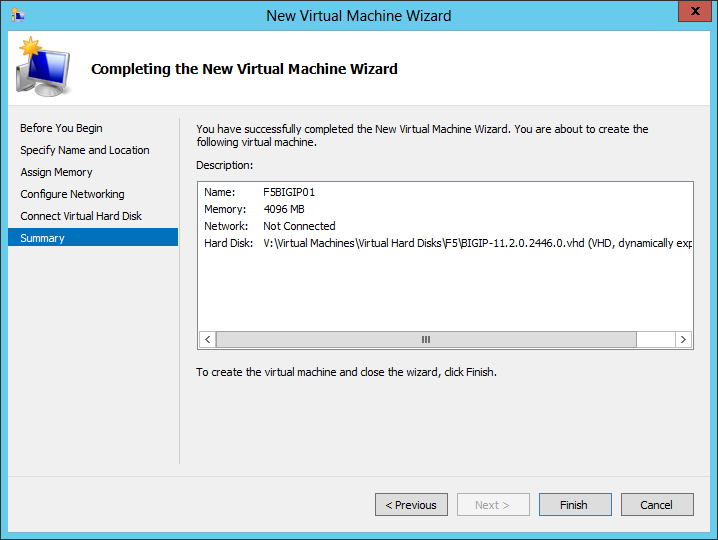 New Virtual Machine Wizard
Completing the New Virtual Machine Wizard
Before You Begin
Specify Name and Location
Assign Memory
Configure Networking
Connect Virtual Hard Disk
Summary
You have successfully completed the New Virtual Machine Wizard. You are about to create the
following virtual machine.
Description:
Name: F5BIGIP01
Memory: 4096 MB
Network: Not Connected
Hard Disk: V:\Virtual Machines\Virtual Hard Disks\F5\BIGIP-11.2.0.2446.0.vhd (VHD, dynamically exp
To create the virtual machine and close the wizard, click Finish.
< Previous
Next >
Finish
Cancel